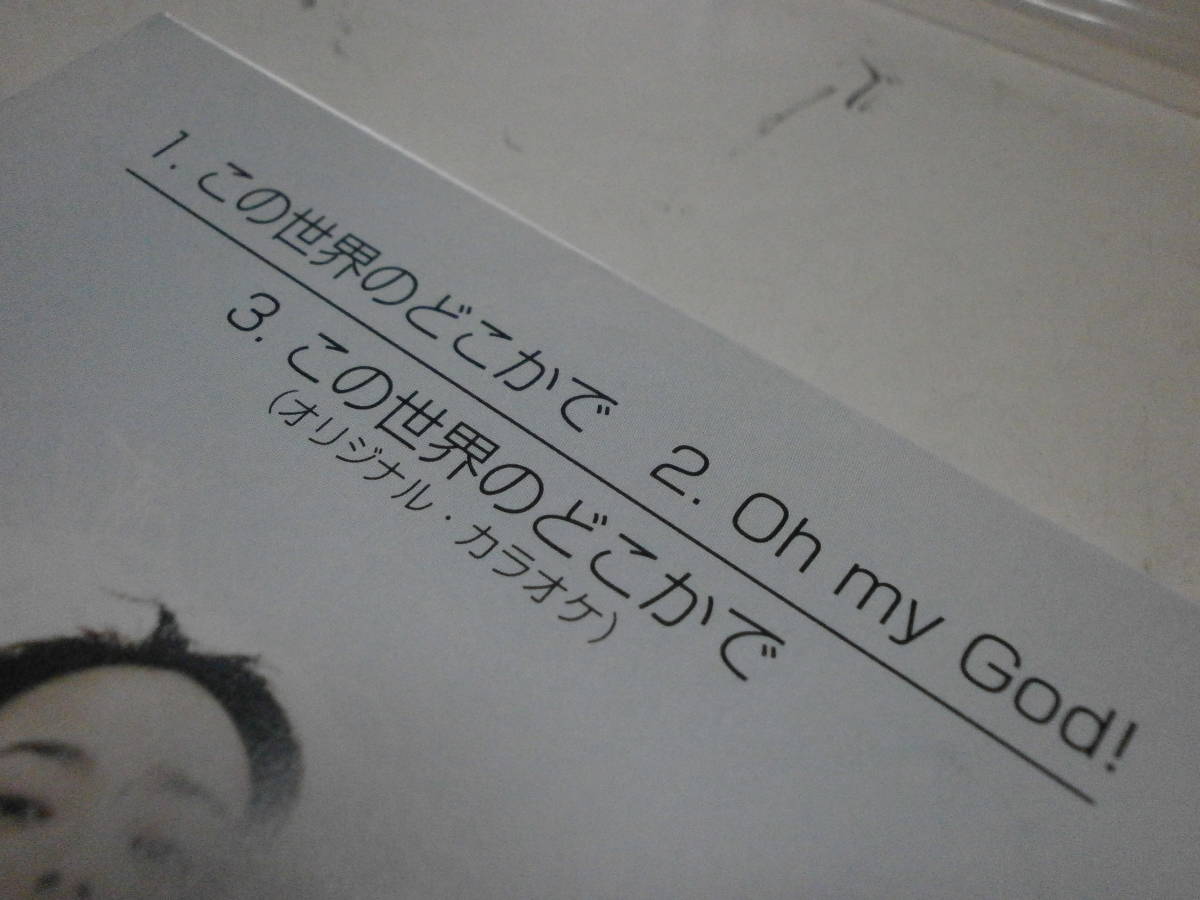 1. この世界のどこかで 2. Oh my God!
3. この世界のどこかで
(オリジナル・カラオケ)